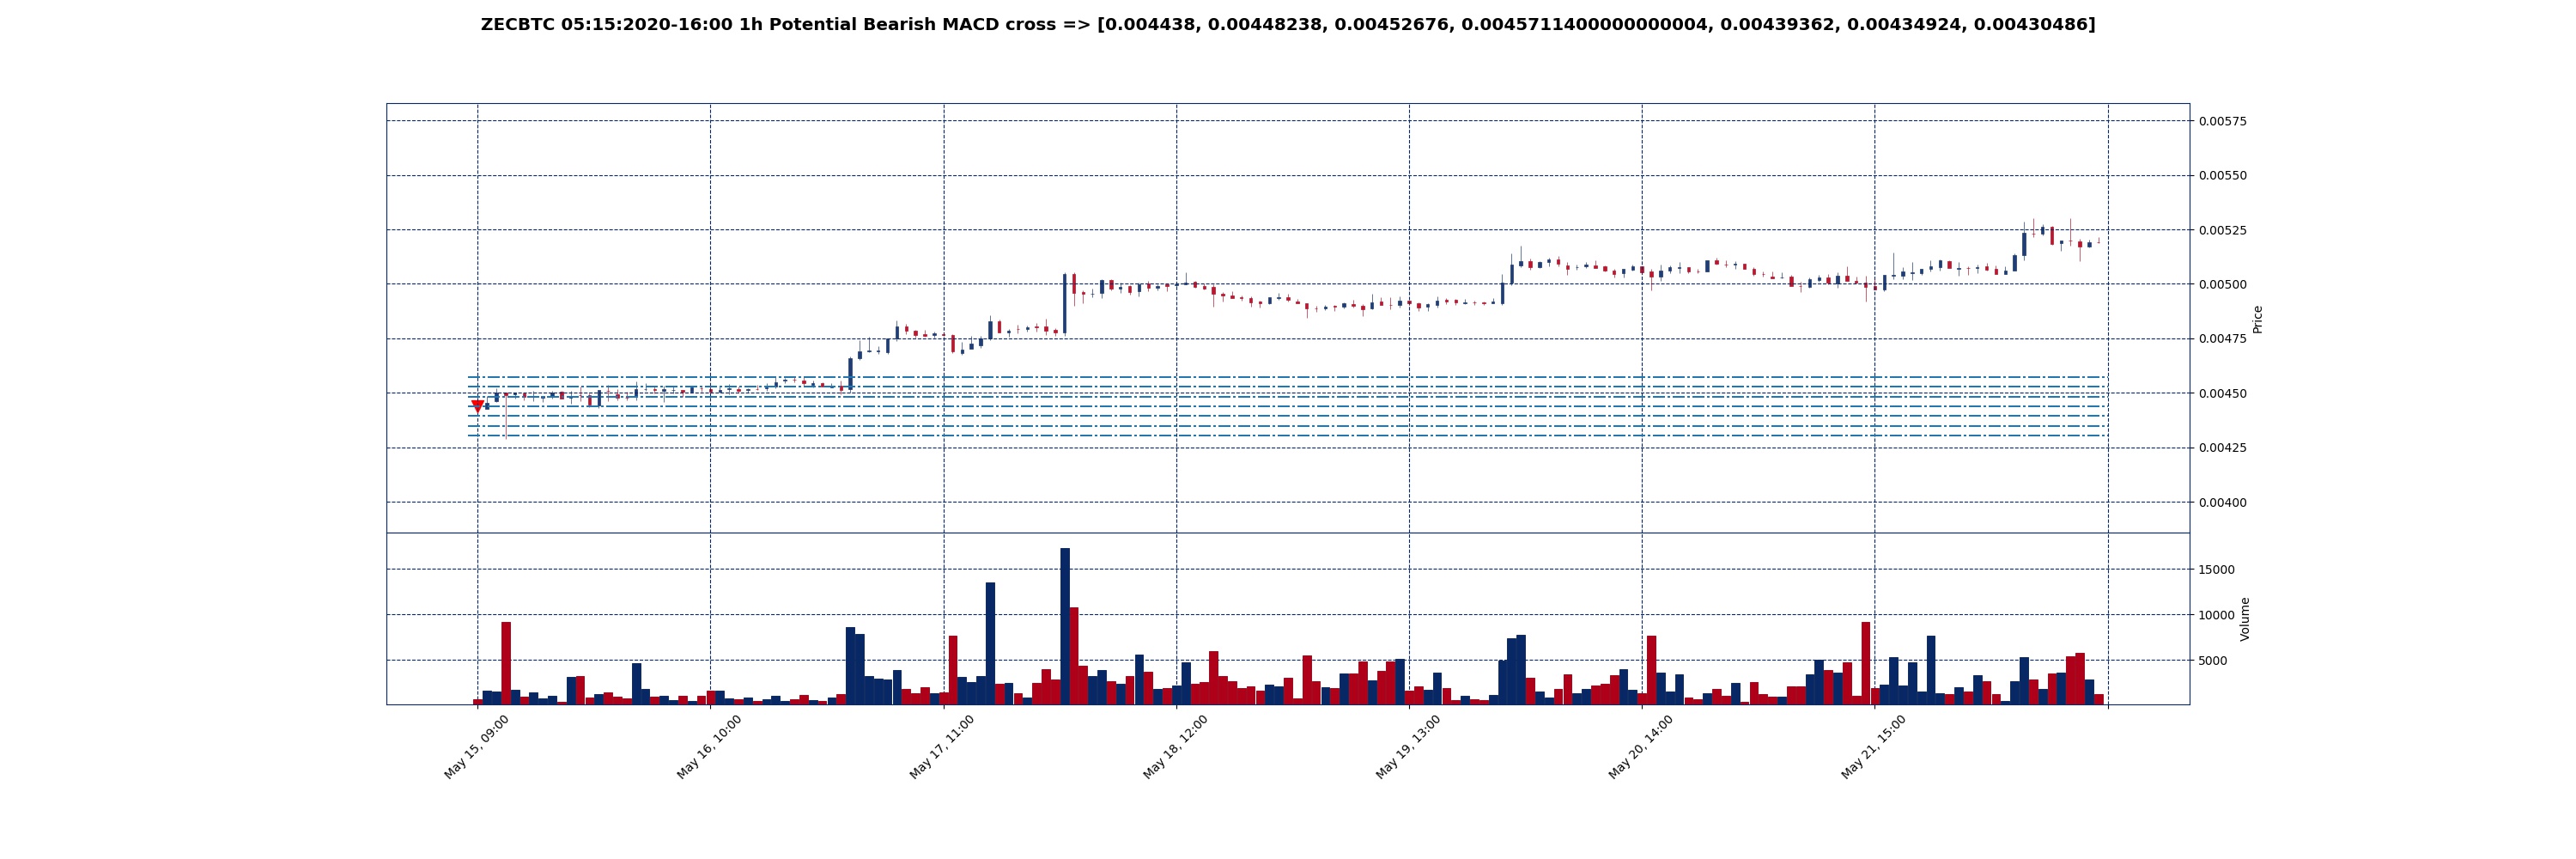 ZECBTC 05:15:2020-16:00 1h Potential Bearish MACD cross => [0.004438, 0.00448238, 0.00452676, 0.0045711400000000004, 0.00439362, 0.00434924, 0.00430486]
0.00575
0.00550
0.00525
0.00500
0.00475
0.00450
0.00425
0.00400
Price
15000
10000
5000
Volume
May 15, 09:00
May 16, 10:00
May 17, 11:00
May 18, 12:00
May 19, 13:00
May 20, 14:00
May 21, 15:00